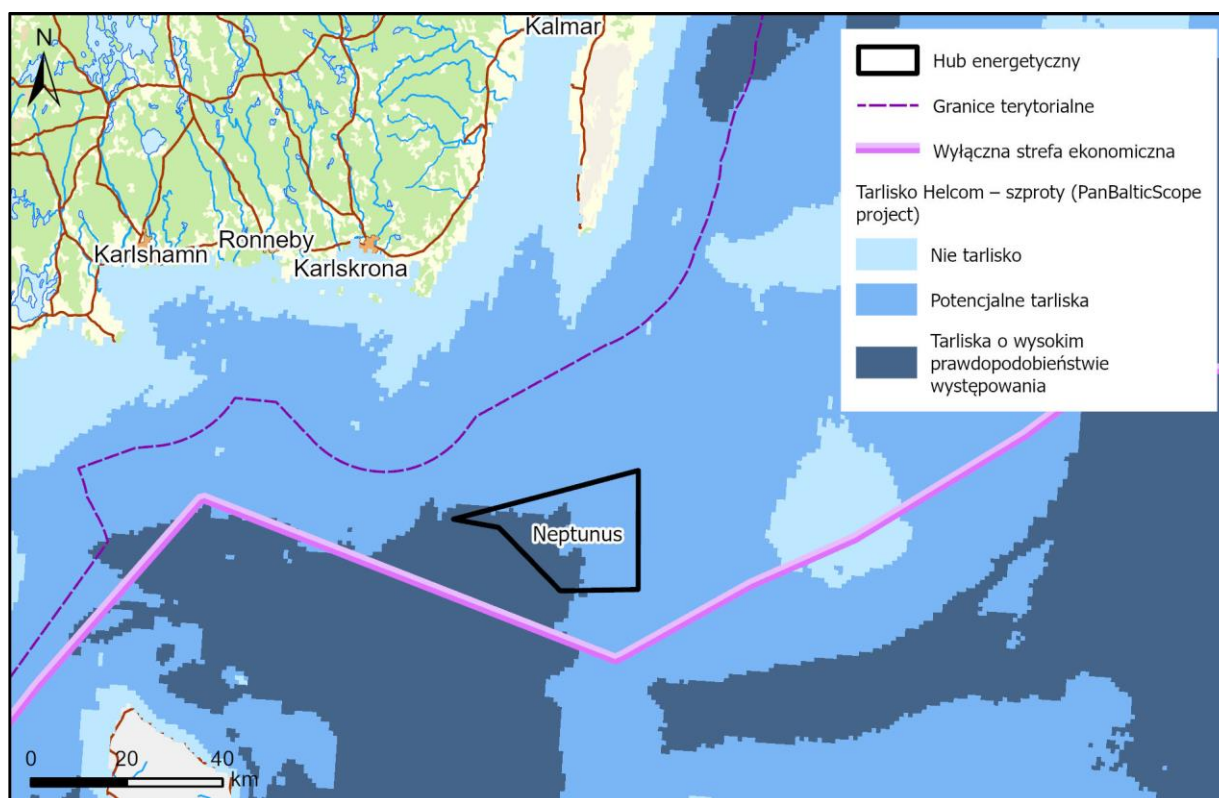 N
Kalmar
Karlshamn
Ronneby
Karlskrona
Neptunus
0 20 40
km
Hub energetyczny
Granice terytorialne
Wyłączna strefa ekonomiczna
Tarlisko Helcom – szproty (PanBalticScope
project)
Nie tarlisko
Potencjalne tarliska
Tarliska o wysokim
prawdopodobieństwie
występowania